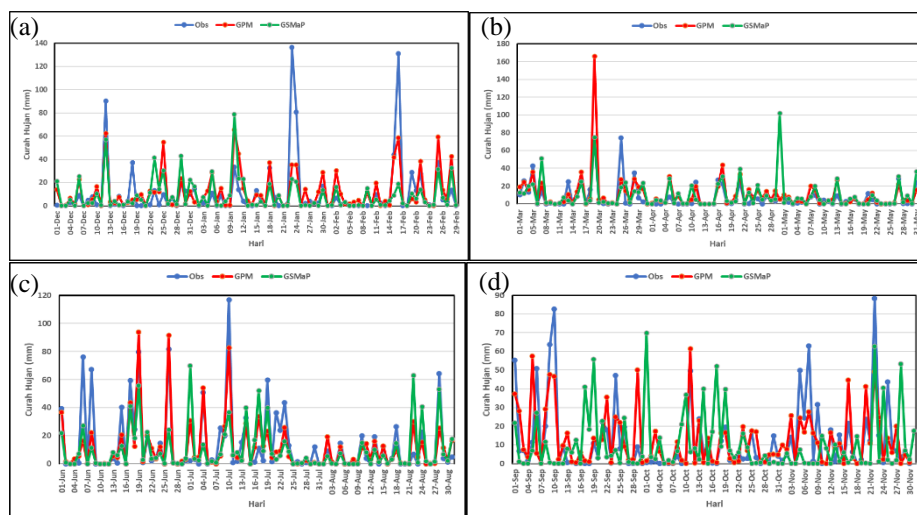 (a)
Obs GPM GSMaP
140
120
100
80
60
40
20
0
Curah Hujan (mm)
01-Dec 04-Dec 07-Dec 10-Dec 13-Dec 16-Dec 19-Dec 22-Dec 25-Dec 28-Dec 31-Dec 03-Jan 06-Jan 09-Jan 12-Jan 15-Jan 18-Jan 21-Jan 24-Jan 27-Jan 30-Jan 02-Feb 05-Feb 08-Feb 11-Feb 14-Feb 17-Feb 20-Feb 23-Feb 26-Feb 29-Feb
Hari
(b)
Obs GPM GSMaP
180
160
140
120
100
80
60
40
20
0
Curah Hujan (mm)
01-Mar 05-Mar 08-Mar 11-Mar 14-Mar 17-Mar 20-Mar 23-Mar 26-Mar 29-Mar 01-Apr 04-Apr 07-Apr 10-Apr 13-Apr 16-Apr 19-Apr 22-Apr 25-Apr 28-Apr 01-May 04-May 07-May 10-May 13-May 16-May 19-May 22-May 25-May 28-May 31-May
Hari
(c)
Obs GPM GSMaP
120
100
80
60
40
20
0
Curah Hujan (mm)
01-Jun 04-Jun 07-Jun 10-Jun 13-Jun 16-Jun 19-Jun 22-Jun 25-Jun 28-Jun 01-Jul 04-Jul 07-Jul 10-Jul 13-Jul 16-Jul 19-Jul 22-Jul 25-Jul 28-Jul 31-Jul 03-Aug 06-Aug 09-Aug 12-Aug 15-Aug 18-Aug 21-Aug 24-Aug 27-Aug 30-Aug
Hari
(d
Obs GPM GSMaP
100
90
80
70
60
50
40
30
20
10
0
Curah Hujan (mm)
01-Sep 04-Sep 07-Sep 10-Sep 13-Sep 16-Sep 19-Sep 22-Sep 25-Sep 28-Sep 01-Oct 04-Oct 07-Oct 10-Oct 13-Oct 16-Oct 19-Oct 22-Oct 25-Oct 28-Oct 31-Oct 03-Nov 06-Nov 09-Nov 12-Nov 15-Nov 18-Nov 21-Nov 24-Nov 27-Nov 30-Nov
Hari